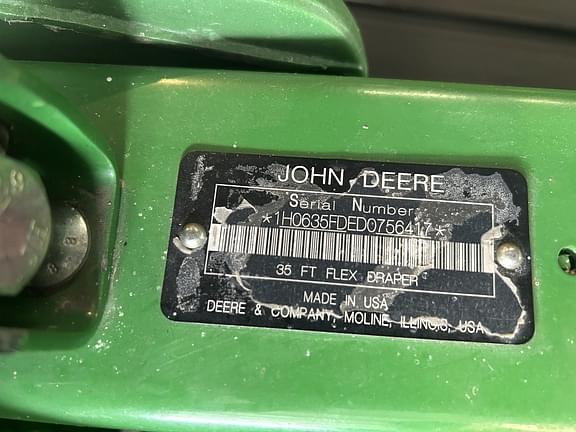 JOHN DEERE
Serial Number
*1H0635FDED0756417*
35 FT FLEX DRAPER
MADE IN USA
DEERE & COMPANY, MOLINE, ILLINOIS, USA